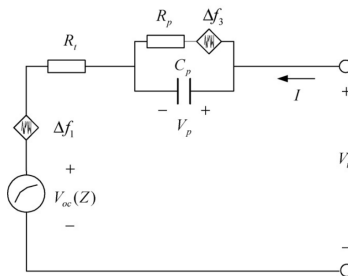 R_p Δf_3
R_t C_p
− +
I
V_p
+
Δf_1
+
V_oc(Z)
−
−